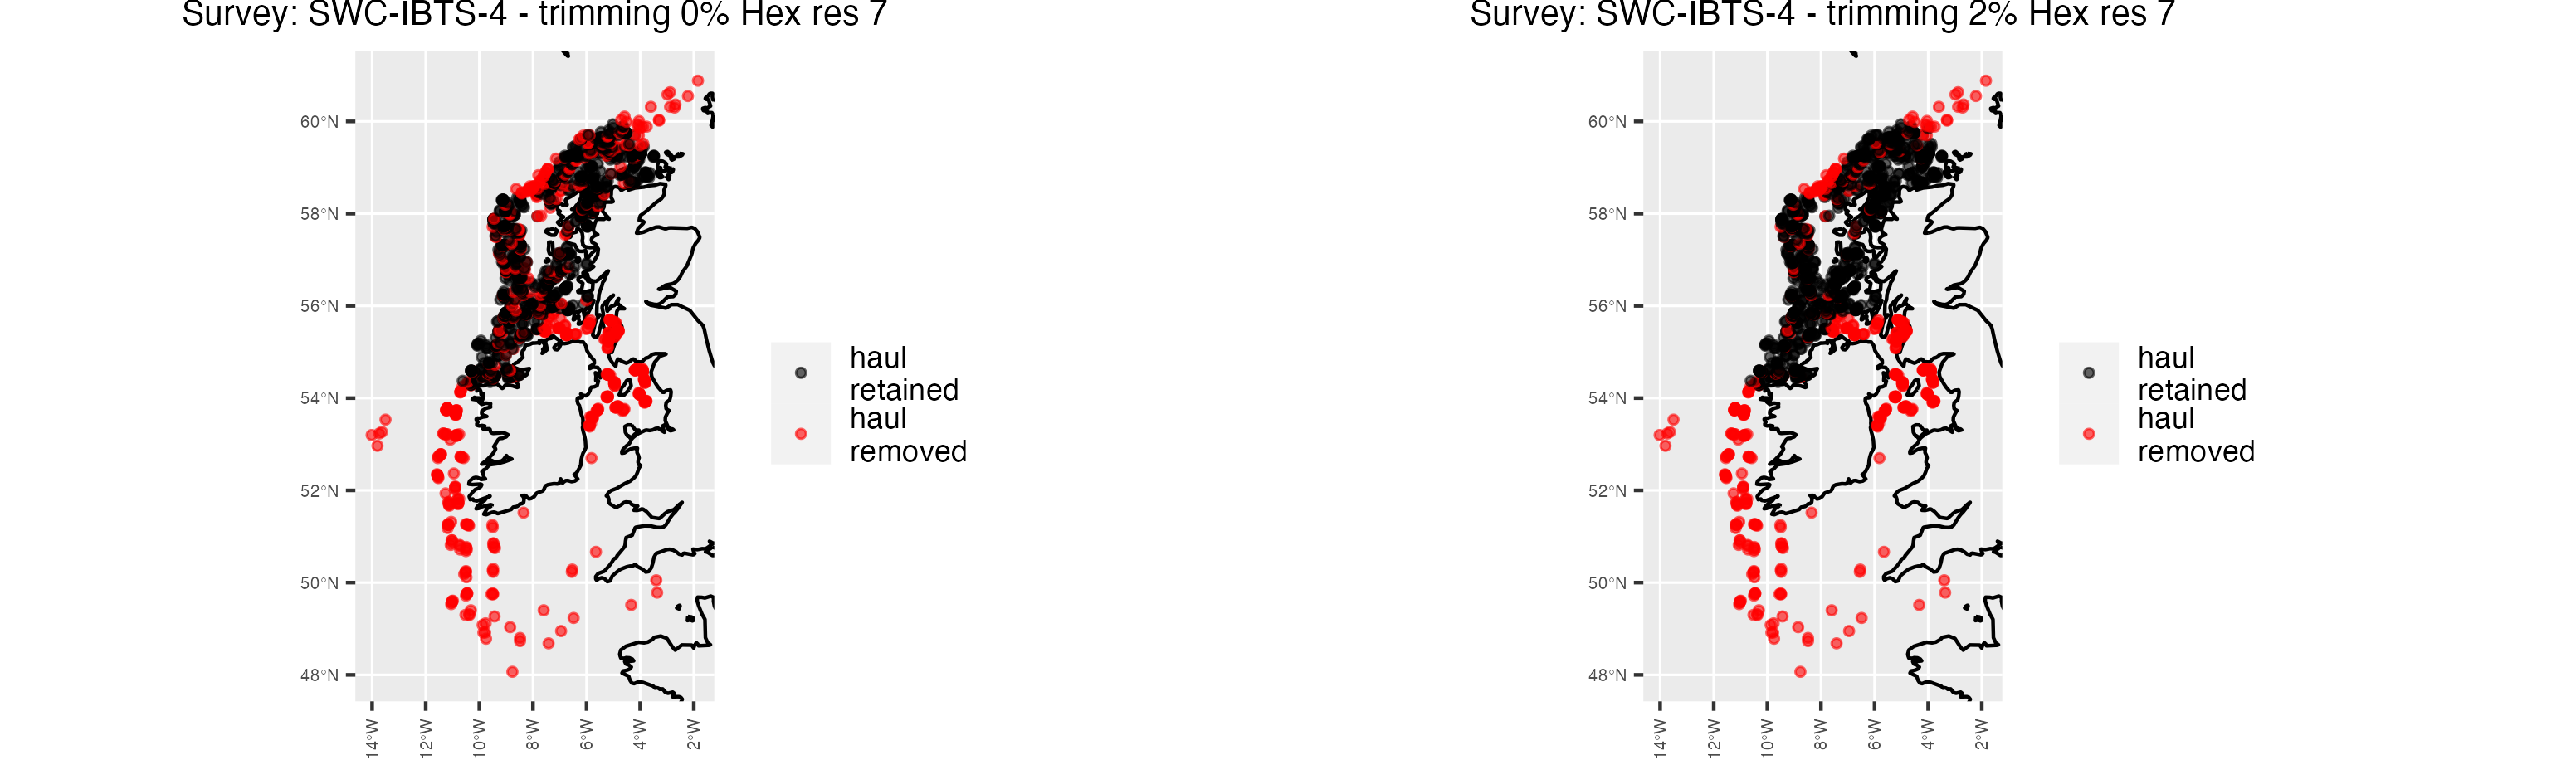 Survey: SWC-IBTS-4 - trimming 0% Hex res 7
60°N
58°N
56°N
54°N
52°N
50°N
48°N
14°W
12°W
10°W
8°W
6°W
4°W
2°W
haul
retained
haul
removed
Survey: SWC-IBTS-4 - trimming 2% Hex res 7
60°N
58°N
56°N
54°N
52°N
50°N
48°N
14°W
12°W
10°W
8°W
6°W
4°W
2°W
haul
retained
haul
removed